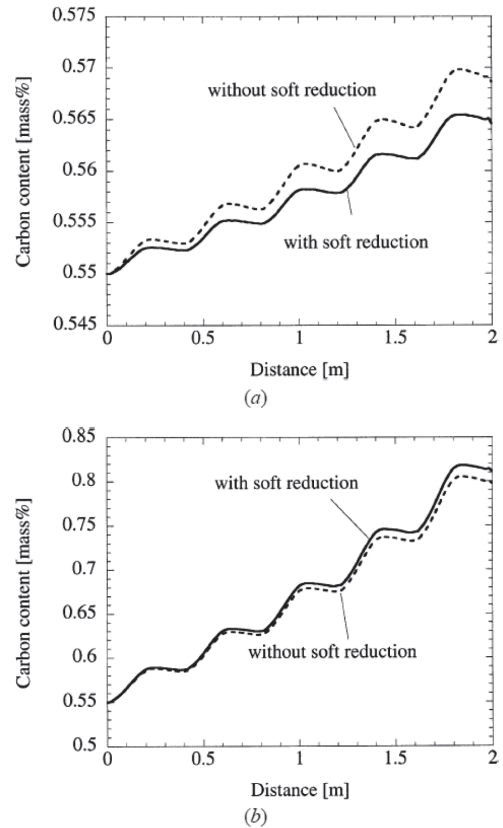 0.575
0.57
0.565
0.56
0.555
0.55
0.545
Carbon content [mass%]
without soft reduction
with soft reduction
0
0.5
1
1.5
2
Distance [m]
(a)
0.85
0.8
0.75
0.7
0.65
0.6
0.55
0.5
Carbon content [mass%]
with soft reduction
without soft reduction
0
0.5
1
1.5
2
Distance [m]
(b)